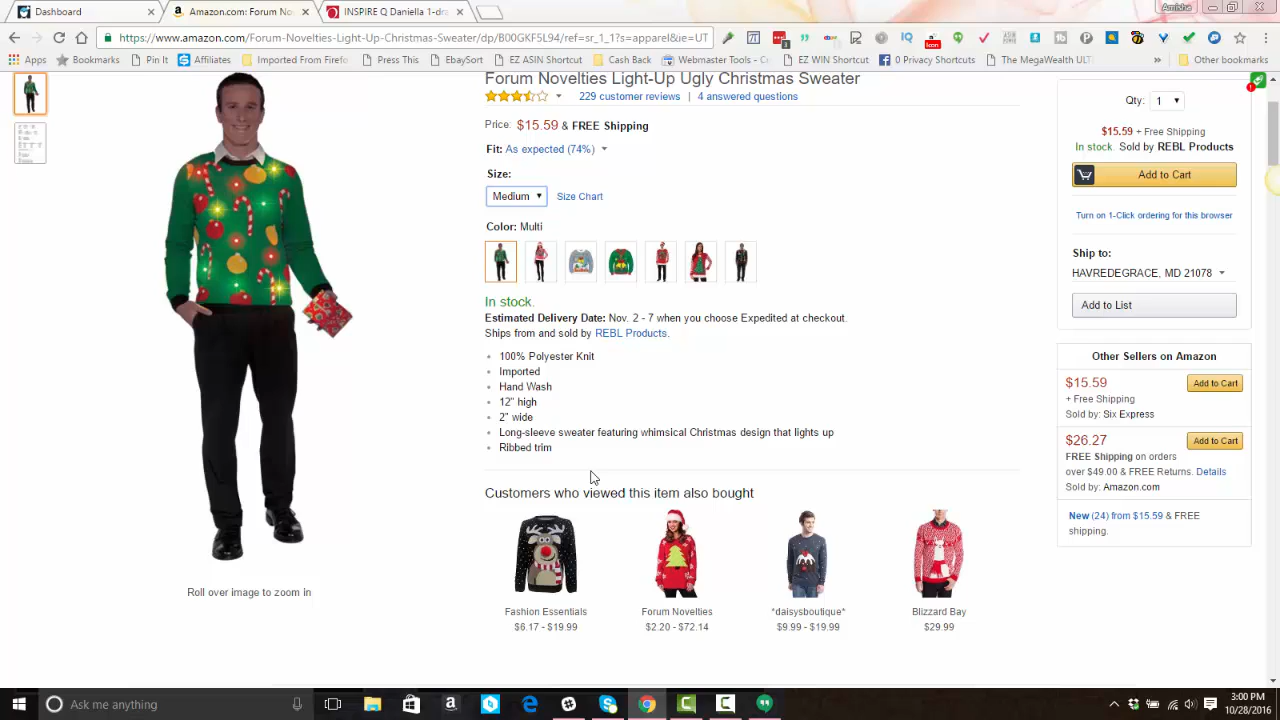 Dashboard
Amazon.com: Forum No
INSPIRE Q Daniella 1-dra
Amisha
https://www.amazon.com/Forum-Novelties-Light-Up-Christmas-Sweater/dp/B00GKF5L94/ref=sr_1_1?s=apparel&ie=UT
Apps
Bookmarks
Pin It
Affiliates
Imported From Firefo
Press This
EbaySort
EZ ASIN Shortcut
Cash Back
Webmaster Tools -
EZ WIN Shortcut
0 Privacy Shortcuts
The MegaWealth UL
Other bookmarks
Forum Novelties Light-Up Ugly Christmas Sweater
229 customer reviews | 4 answered questions
Price: $15.59 & FREE Shipping
Fit: As expected (74%)
Size:
Medium Size Chart
Color: Multi
In stock.
Estimated Delivery Date: Nov. 2 - 7 when you choose Expedited at checkout.
Ships from and sold by REBL Products.
100% Polyester Knit
Imported
Hand Wash
12" high
2" wide
Long-sleeve sweater featuring whimsical Christmas design that lights up
Ribbed trim
Roll over image to zoom in
Customers who viewed this item also bought
Fashion Essentials
$6.17 - $19.99
Forum Novelties
$2.20 - $72.14
*daisysboutique*
$9.99 - $19.99
Blizzard Bay
$29.99
Qty: 1
$15.59 + Free Shipping
In stock. Sold by REBL Products
Add to Cart
Turn on 1-Click ordering for this browser
Ship to:
HAVREDEGRACE, MD 21078
Add to List
Other Sellers on Amazon
$15.59 Add to Cart
+ Free Shipping
Sold by: Six Express
$26.27 Add to Cart
FREE Shipping on orders
over $49.00 & FREE Returns. Details
Sold by: Amazon.com
New (24) from $15.59 & FREE
shipping.
Ask me anything
3:00 PM
10/28/2016